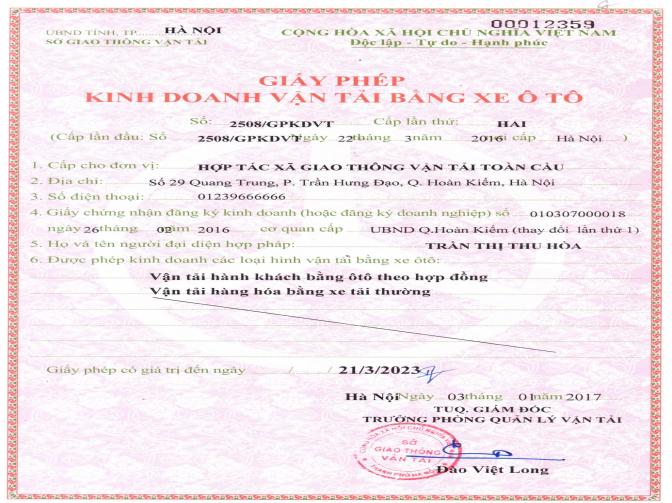 00012359
UBND TỈNH, TP...... HÀ NỘI
SỞ GIAO THÔNG VẬN TẢI
CỘNG HÒA XÃ HỘI CHỦ NGHĨA VIỆT NAM
Độc lập - Tự do - Hạnh phúc
GIẤY PHÉP
KINH DOANH VẬN TẢI BẰNG XE Ô TÔ
Số: 2508/GPKDVT Cấp lần thứ: HAI
(Cấp lần đầu: Số 2508/GPKDVT Ngày 22 tháng 3 năm 2016 nơi cấp Hà Nội )
1. Cấp cho đơn vị: HỢP TÁC XÃ GIAO THÔNG VẬN TẢI TOÀN CẦU
2. Địa chỉ: Số 29 Quang Trung, P. Trần Hưng Đạo, Q. Hoàn Kiếm, Hà Nội
3. Số điện thoại: 01239666666
4. Giấy chứng nhận đăng ký kinh doanh (hoặc đăng ký doanh nghiệp) số 010307000018
ngày 26 tháng 02 năm 2016 cơ quan cấp UBND Q.Hoàn Kiếm (thay đổi lần thứ 1)
5. Họ và tên người đại diện hợp pháp: TRẦN THỊ THU HÒA
6. Được phép kinh doanh các loại hình vận tải bằng xe ôtô:
Vận tải hành khách bằng ôtô theo hợp đồng
Vận tải hàng hóa bằng xe tải thường
Giấy phép có giá trị đến ngày / / 21/3/2023
Hà Nội Ngày 03 tháng 01 năm 2017
TUQ. GIÁM ĐỐC
TRƯỞNG PHÒNG QUẢN LÝ VẬN TẢI
SỞ
GIAO THÔNG
VẬN TẢI
Đào Việt Long